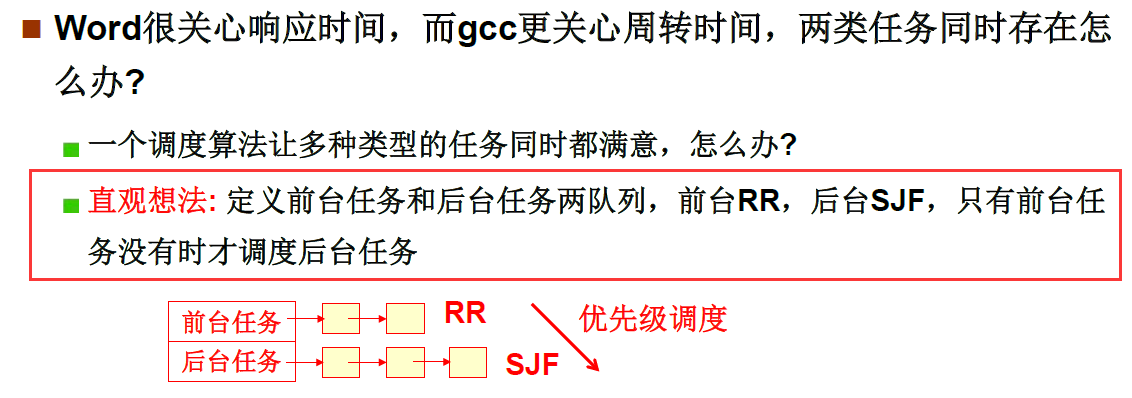 Word很关心响应时间，而gcc更关心周转时间，两类任务同时存在怎
么办?
一个调度算法让多种类型的任务同时都满意，怎么办?
直观想法: 定义前台任务和后台任务两队列，前台RR，后台SJF，只有前台任
务没有时才调度后台任务
前台任务 RR 优先级调度
后台任务 SJF